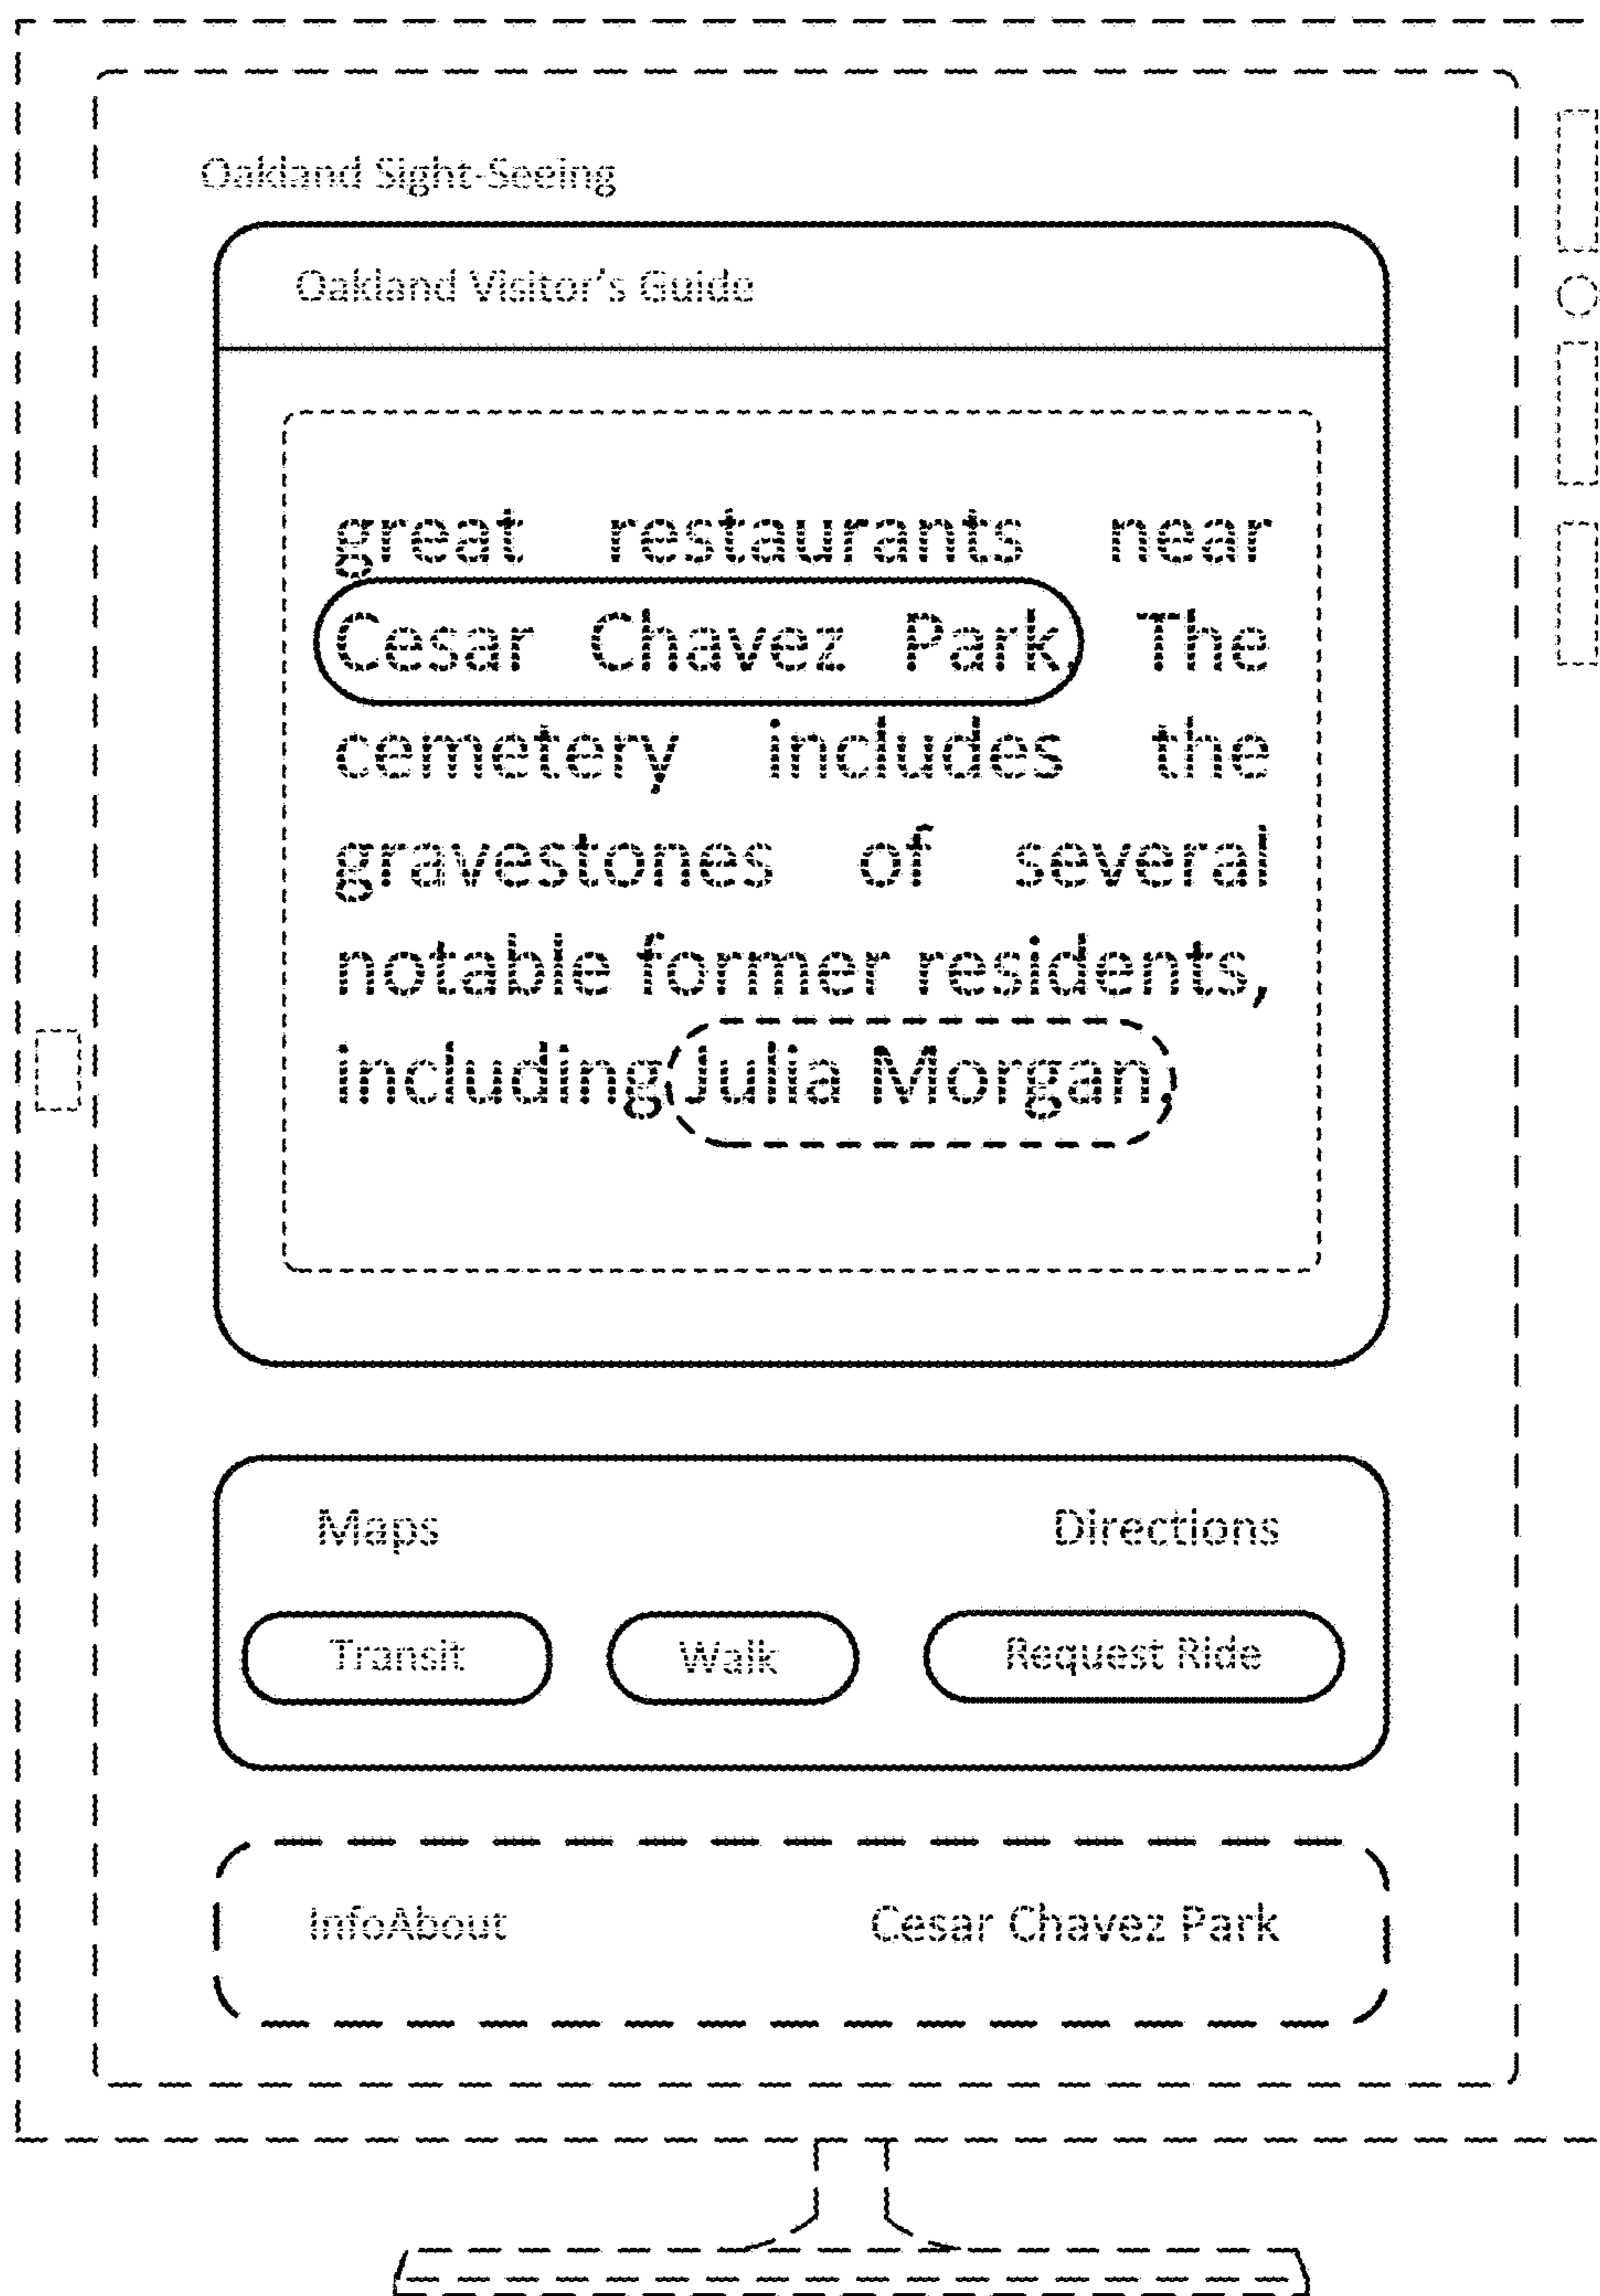 Oakland Sight-Seeing
Oakland Visitor's Guide
great restaurants near
Cesar Chavez Park. The
cemetery includes the
gravestones of several
notable former residents,
including Julia Morgan,
Maps Directions
Transit Walk Request Ride
InfoAbout Cesar Chavez Park